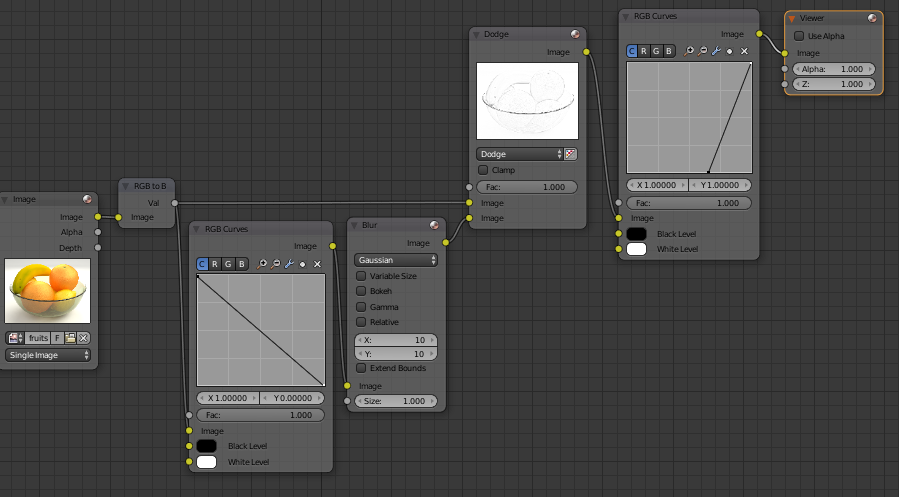 Image
Image
Alpha
Depth
fruits F
Single Image
RGB to B
Val
Image
RGB Curves
Image
C R G B
X 1.00000 Y 0.00000
Fac: 1.000
Image
Black Level
White Level
Blur
Image
Gaussian
Variable Size
Bokeh
Gamma
Relative
X: 10
Y: 10
Extend Bounds
Image
Size: 1.000
Dodge
Image
Dodge
Clamp
Fac: 1.000
Image
Image
RGB Curves
Image
C R G B
X 1.00000 Y 1.00000
Fac: 1.000
Image
Black Level
White Level
Viewer
Use Alpha
Image
Alpha: 1.000
Z: 1.000